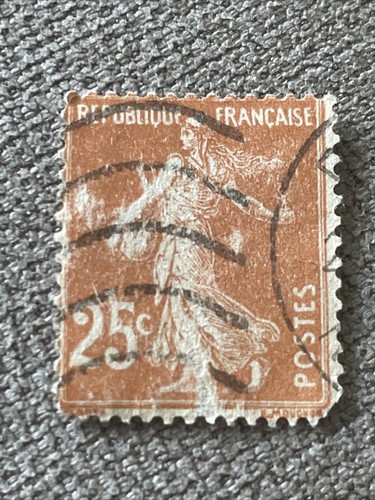 REPUBLIQUE FRANÇAISE
25c
POSTES